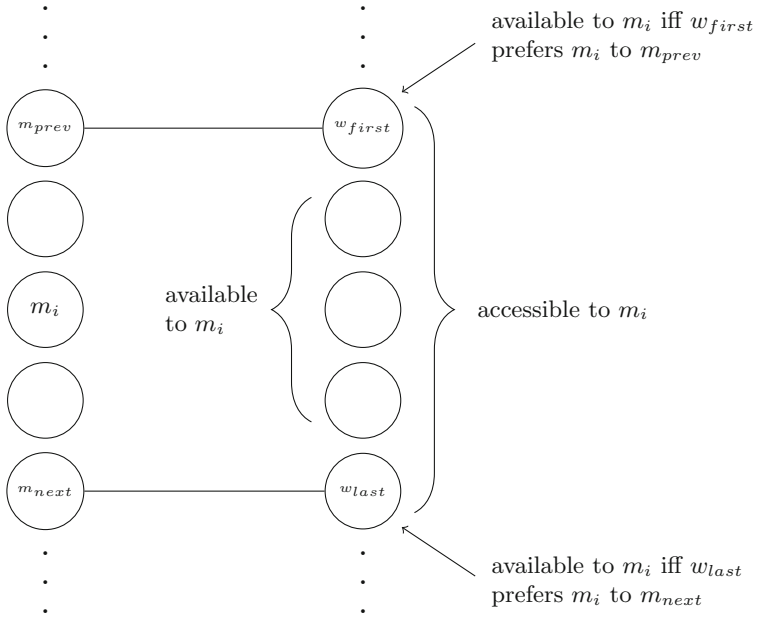 available to m_i iff w_first
prefers m_i to m_prev
m_prev
w_first
m_i
available
to m_i
accessible to m_i
m_next
w_last
available to m_i iff w_last
prefers m_i to m_next